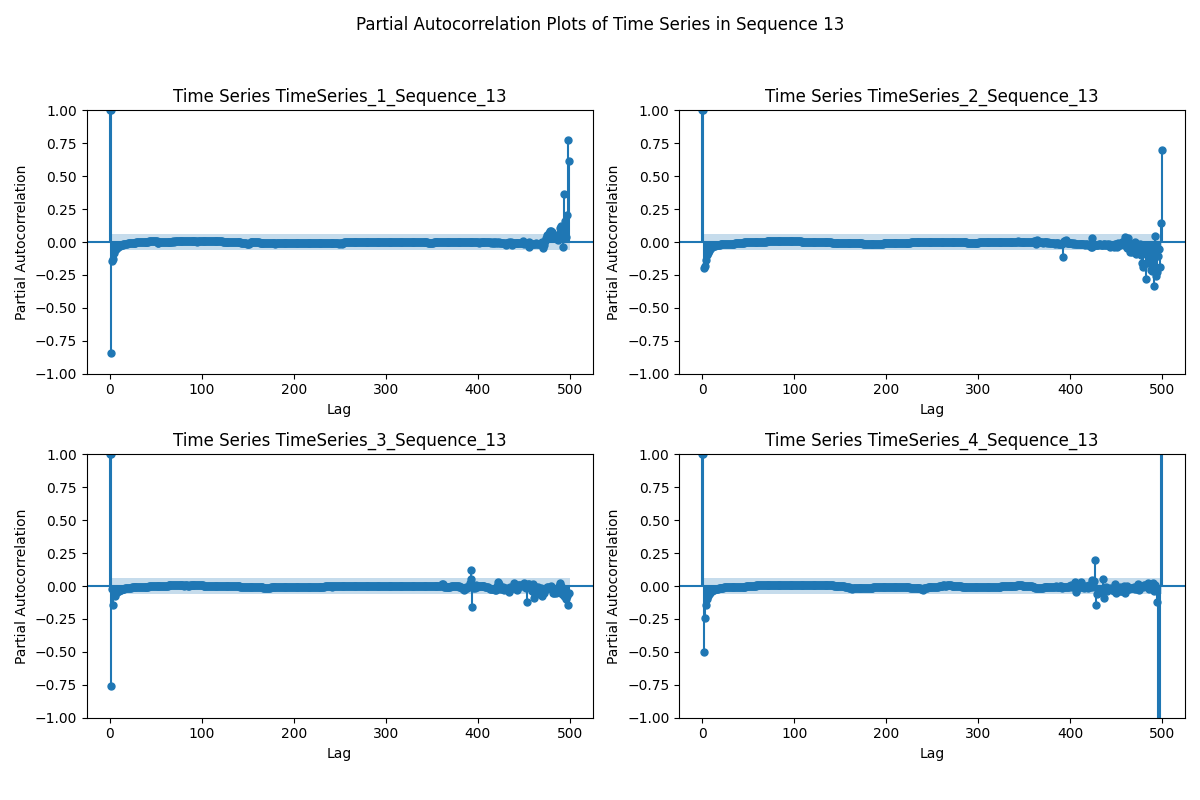 Partial Autocorrelation Plots of Time Series in Sequence 13
Time Series TimeSeries_1_Sequence_13
1.00
0.75
0.50
0.25
0.00
−0.25
−0.50
−0.75
−1.00
Partial Autocorrelation
0 100 200 300 400 500
Lag
Time Series TimeSeries_2_Sequence_13
1.00
0.75
0.50
0.25
0.00
−0.25
−0.50
−0.75
−1.00
Partial Autocorrelation
0 100 200 300 400 500
Lag
Time Series TimeSeries_3_Sequence_13
1.00
0.75
0.50
0.25
0.00
−0.25
−0.50
−0.75
−1.00
Partial Autocorrelation
0 100 200 300 400 500
Lag
Time Series TimeSeries_4_Sequence_13
1.00
0.75
0.50
0.25
0.00
−0.25
−0.50
−0.75
−1.00
Partial Autocorrelation
0 100 200 300 400 500
Lag